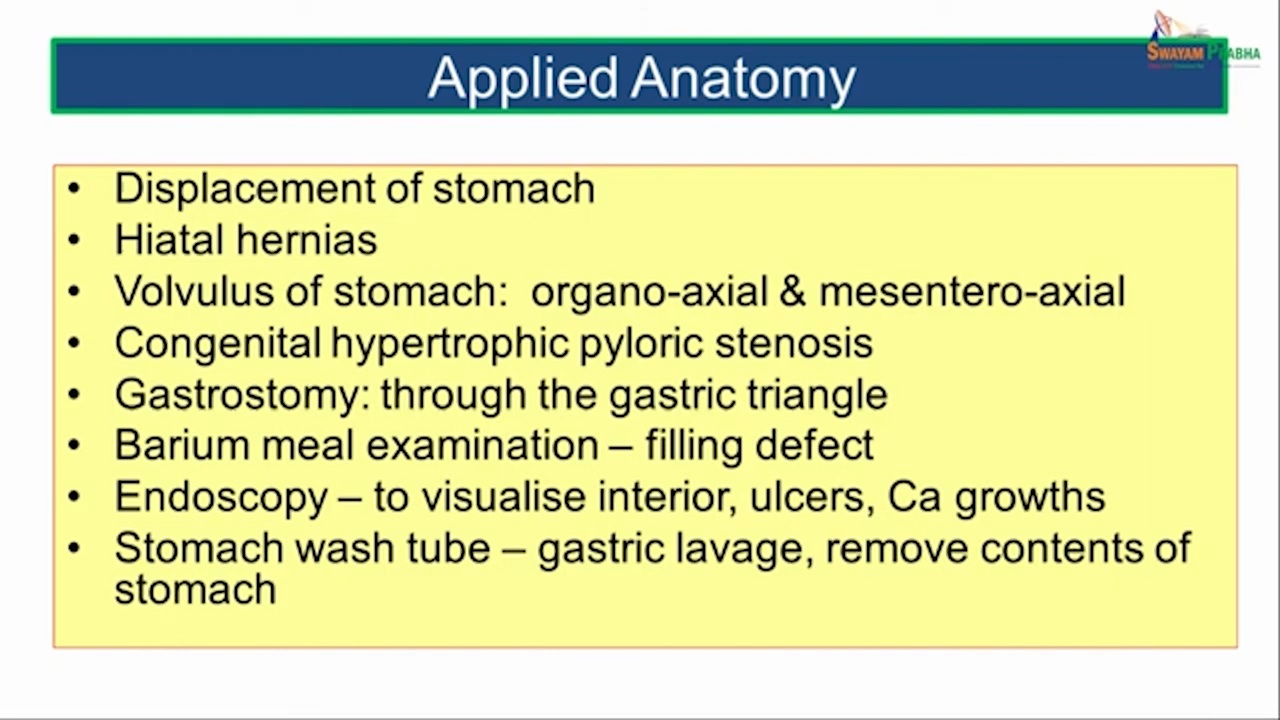 SWAYAM PRABHA
Applied Anatomy
• Displacement of stomach
• Hiatal hernias
• Volvulus of stomach: organo-axial & mesentero-axial
• Congenital hypertrophic pyloric stenosis
• Gastrostomy: through the gastric triangle
• Barium meal examination – filling defect
• Endoscopy – to visualise interior, ulcers, Ca growths
• Stomach wash tube – gastric lavage, remove contents of
stomach